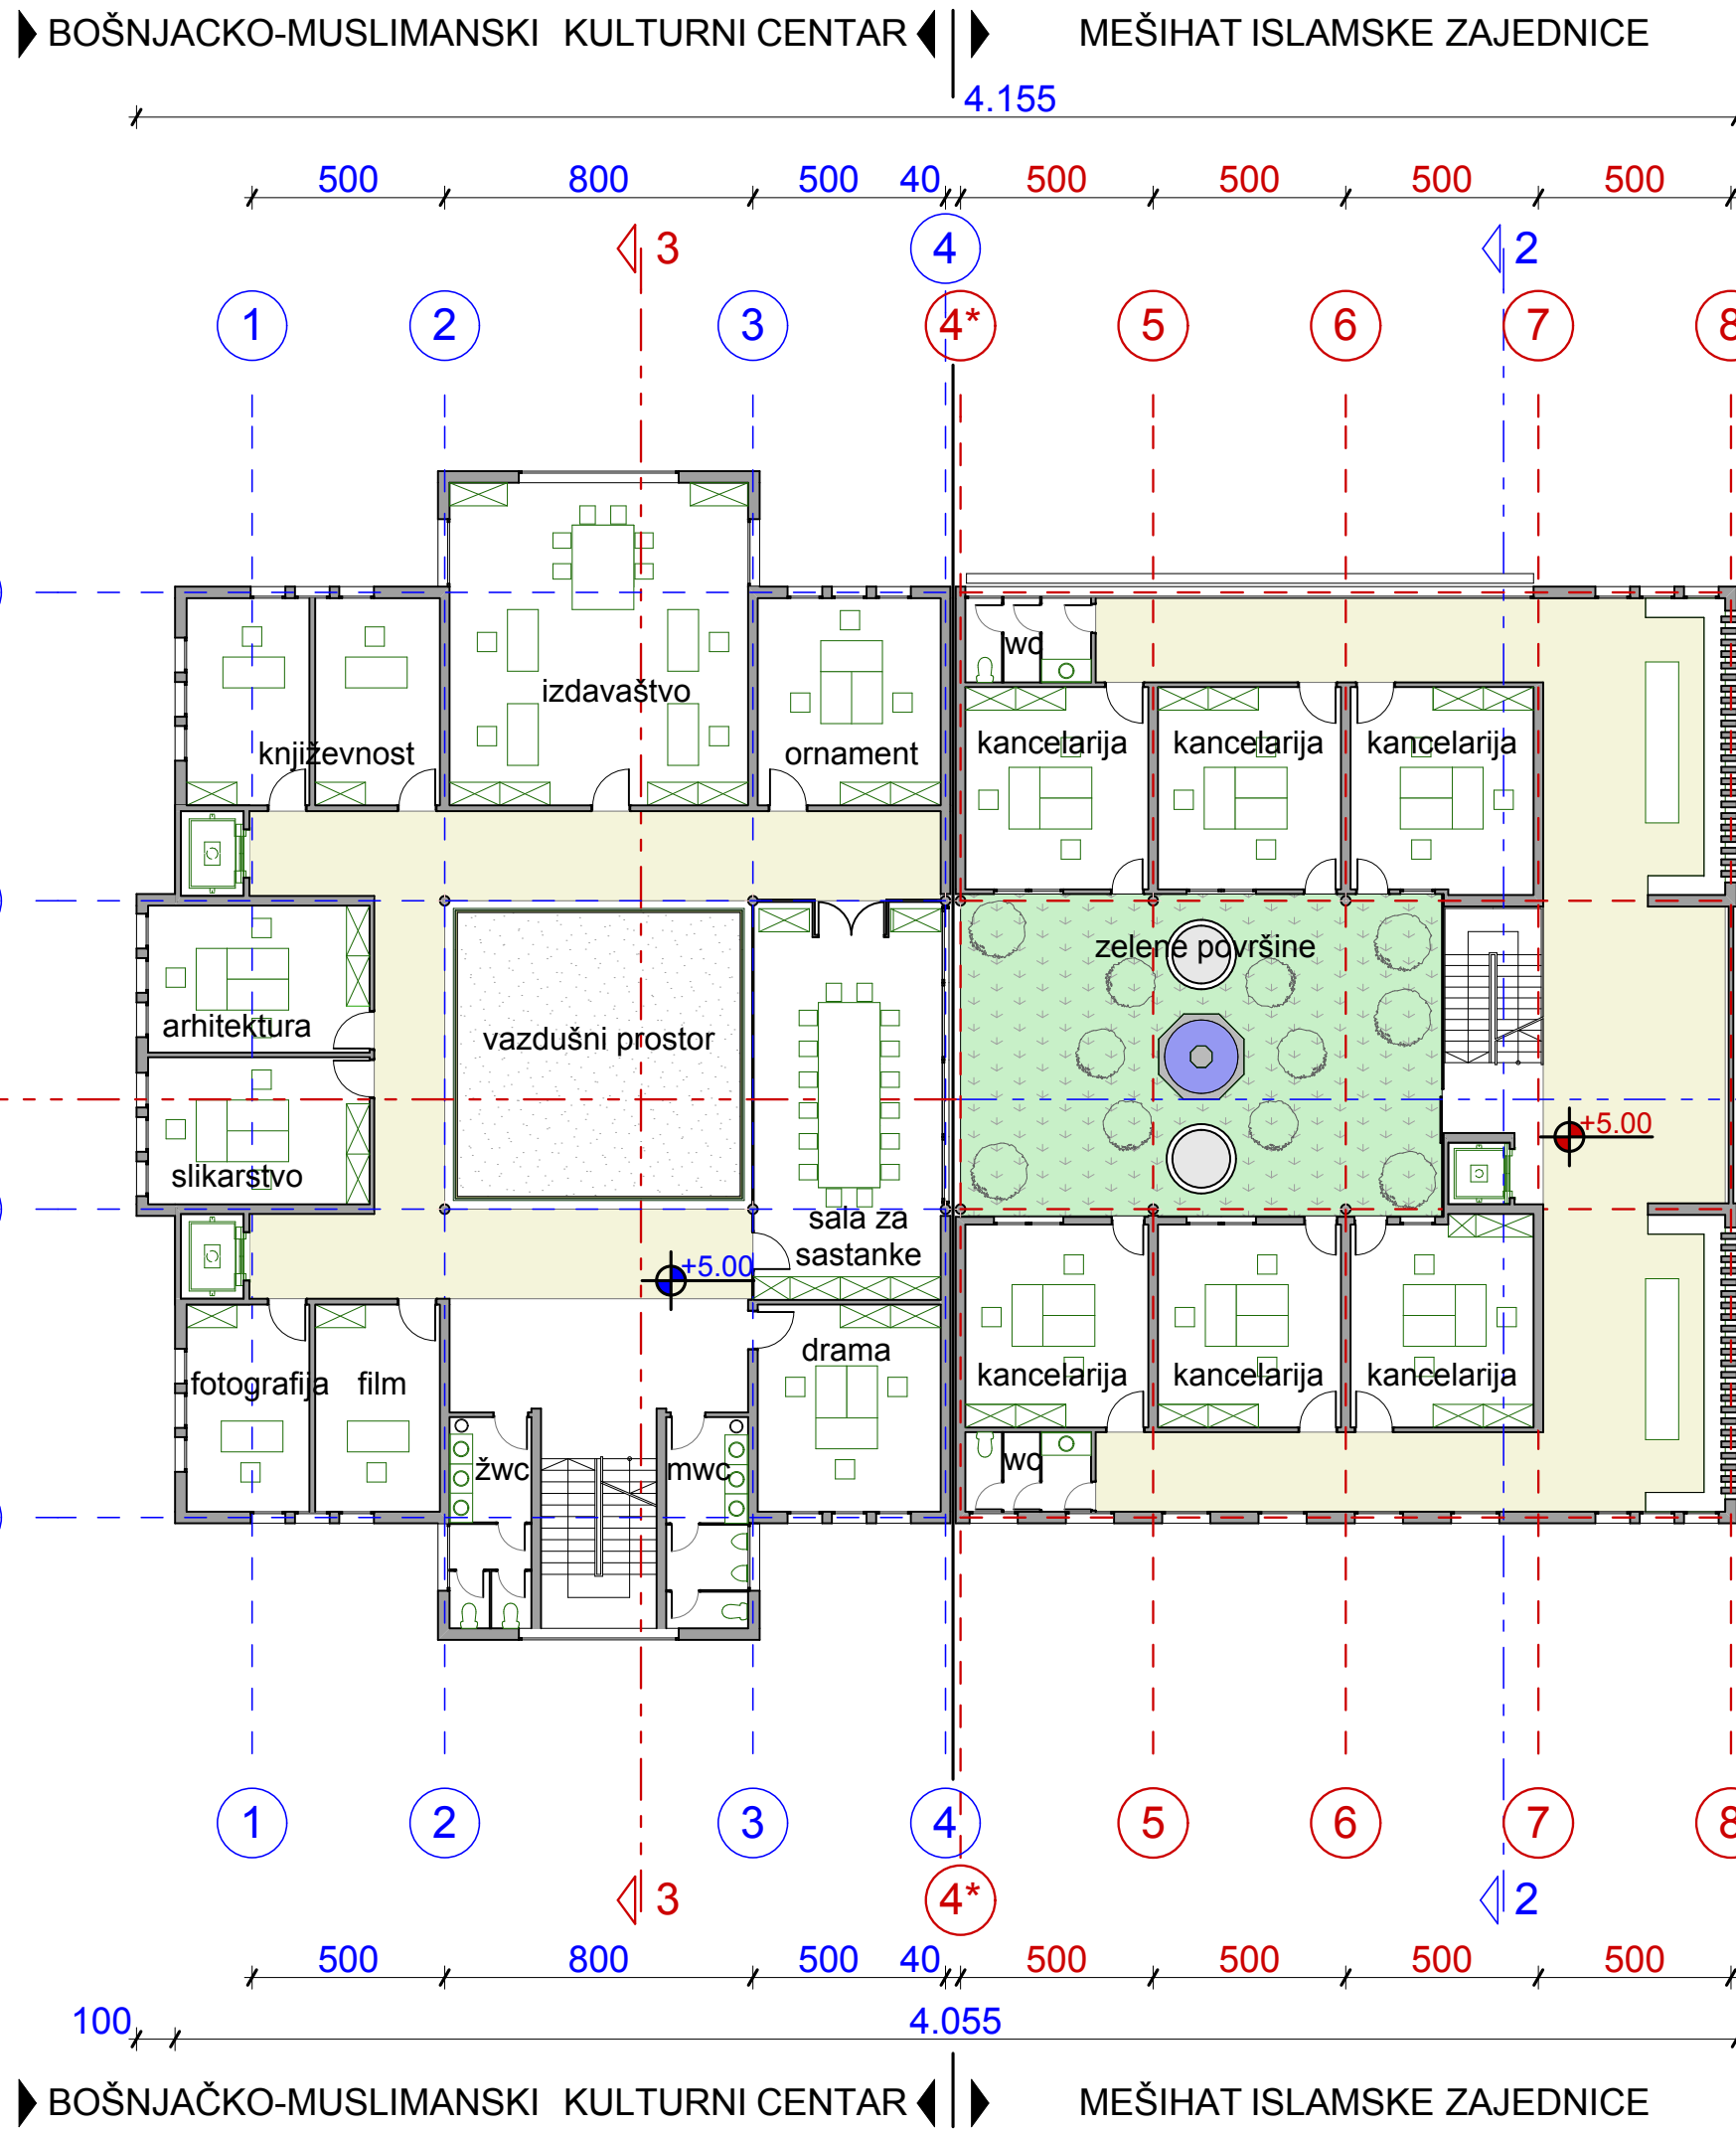 BOŠNJACKO-MUSLIMANSKI KULTURNI CENTAR
MEŠIHAT ISLAMSKE ZAJEDNICE
4.155
500 800 500 40 500 500 500 500
3 4 2
1 2 3 4* 5 6 7 8
izdavaštvo
književnost
ornament
wc
kancelarija kancelarija kancelarija
zelene površine
arhitektura
vazdušni prostor
slikarstvo
+5.00
sala za
sastanke
+5.00
drama
fotografija film
kancelarija kancelarija kancelarija
žwc mwc
wc
1 2 3 4 5 6 7 8
3 4* 2
500 800 500 40 500 500 500 500
100 4.055
BOŠNJAČKO-MUSLIMANSKI KULTURNI CENTAR
MEŠIHAT ISLAMSKE ZAJEDNICE